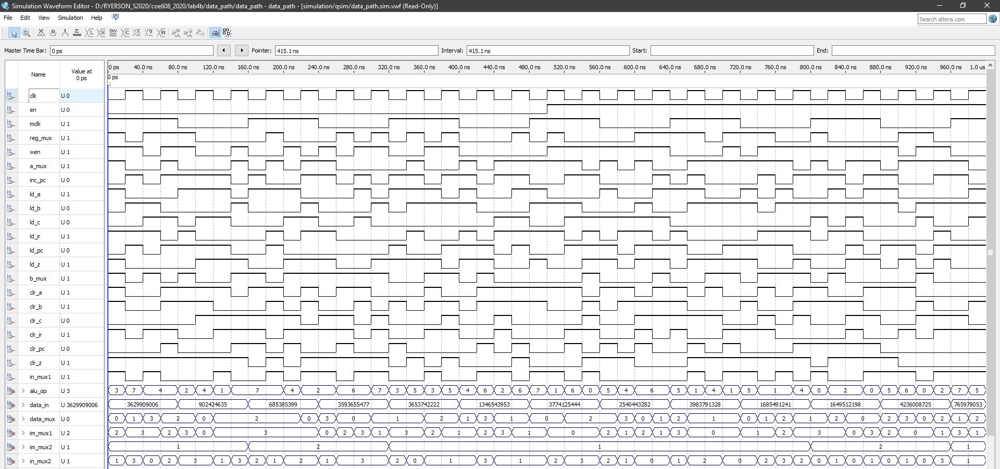 Simulation Waveform Editor - D:/RYERSON_S2020/coe608_2020/lab4b/data_path/data_path - data_path - [simulation/qsim/data_path.sim.vwf (Read-Only)]
File Edit View Simulation Help
Search altera.com
Master Time Bar: 0 ps Pointer: 415.1 ns Interval: 415.1 ns Start: End:
Name Value at 0 ps 0 ps 40.0 ns 80.0 ns 120.0 ns 160.0 ns 200.0 ns 240.0 ns 280.0 ns 320.0 ns 360.0 ns 400.0 ns 440.0 ns 480.0 ns 520.0 ns 560.0 ns 600.0 ns 640.0 ns 680.0 ns 720.0 ns 760.0 ns 800.0 ns 840.0 ns 880.0 ns 920.0 ns 960.0 ns 1.0 us
0 ps
clk U 0
en U 0
mclk U 1
reg_mux U 1
wen U 1
a_mux U 1
inc_pc U 0
ld_a U 1
ld_b U 0
ld_c U 0
ld_ir U 1
ld_pc U 0
ld_z U 1
b_mux U 1
clr_a U 1
clr_b U 1
clr_c U 0
clr_ir U 1
clr_pc U 0
clr_z U 1
in_mux1 U 1
alu_op U 3 3 7 4 2 4 1 7 4 2 6 7 3 5 3 5 4 6 2 6 7 1 6 0 5 4 6 5 1 4 1 5 1 4 0 2 0 5 6 0 2 7 5
data_in U 3629909006 3629909006 902424635 685385399 3593655477 3653742222 1346543953 3774125444 2540443282 3983791328 1685491241 1649512198 4236008725 765978053
data_mux U 0 0 1 3 2 0 2 0 3 0 1 2 1 3 1 0 2 3 0 1 2 1 0 1 2 1 2 0 2 3 0 2 1 2
im_mux1 U 2 2 3 2 3 0 3 0 2 3 1 3 2 1 2 3 1 0 2 1 2 1 3 0 1 2 3 0 3 2 0 1 3 1
im_mux2 U 1 1 2 1 2 1
in_mux2 U 1 1 3 0 2 3 1 3 2 1 2 1 3 2 0 1 3 1 2 3 2 1 0 1 2 0 2 3 2 0 1 0 1 0 1 0 3 1